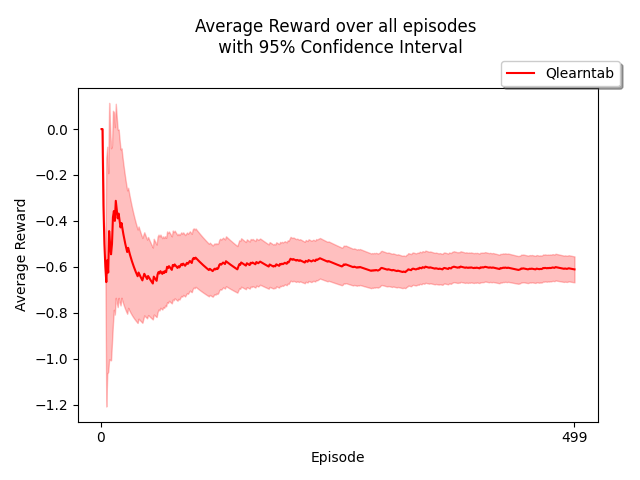 Average Reward over all episodes
with 95% Confidence Interval
Qlearntab
0.0
−0.2
−0.4
−0.6
−0.8
−1.0
−1.2
Average Reward
0
499
Episode